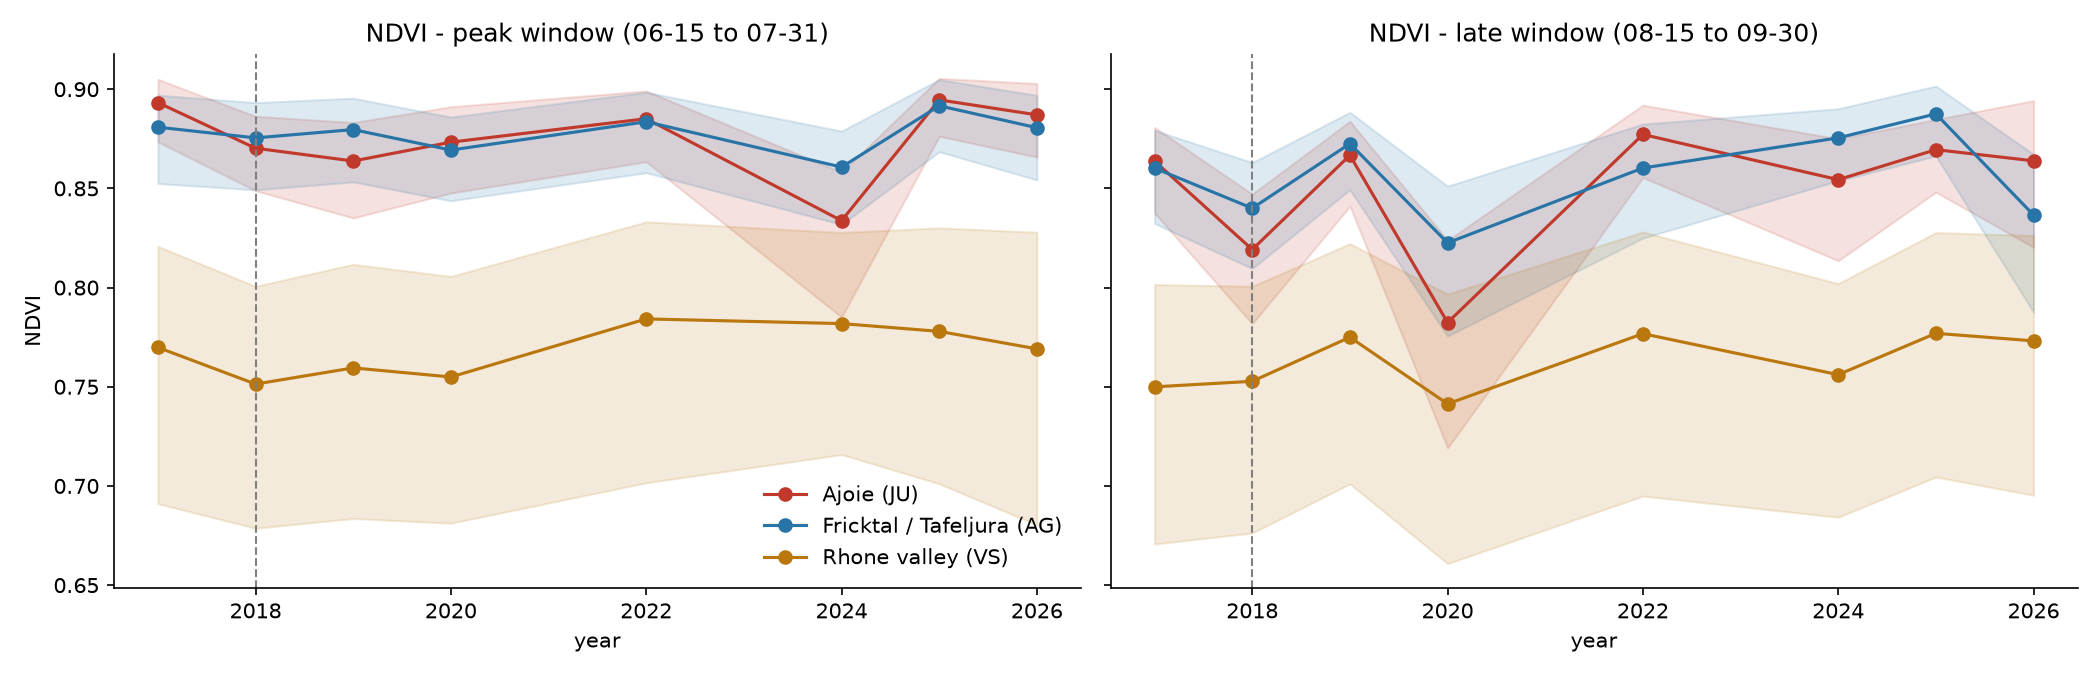 NDVI - peak window (06-15 to 07-31)
NDVI - late window (08-15 to 09-30)
NDVI
0.90
0.85
0.80
0.75
0.70
0.65
Ajoie (JU)
Fricktal / Tafeljura (AG)
Rhone valley (VS)
2018 2020 2022 2024 2026
year
2018 2020 2022 2024 2026
year